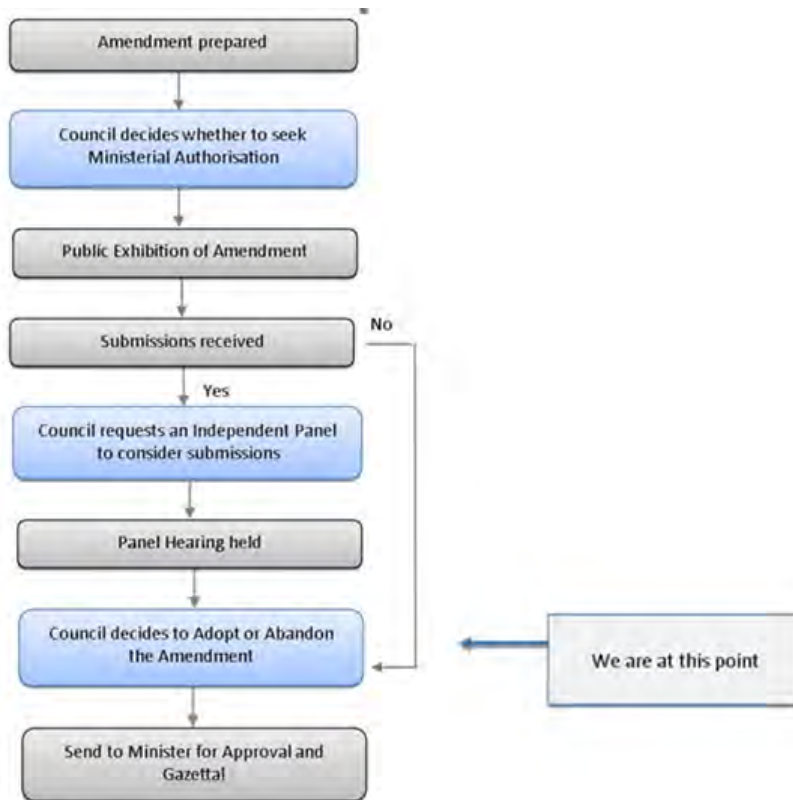 Amendment prepared
Council decides whether to seek
Ministerial Authorisation
Public Exhibition of Amendment
Submissions received
No
Yes
Council requests an Independent Panel
to consider submissions
Panel Hearing held
Council decides to Adopt or Abandon
the Amendment
We are at this point
Send to Minister for Approval and
Gazettal